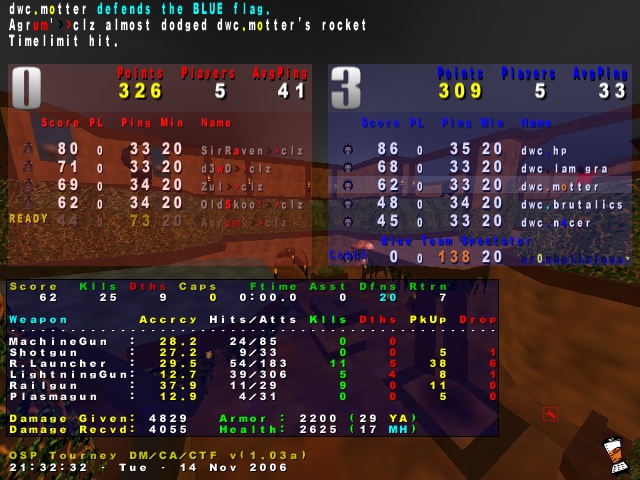 dwc.motter defends the BLUE flag.
Agrum'>>clz almost dodged dwc.motter's rocket
Timelimit hit.
0 Points Players AvgPing
326 5 41
Score PL Ping Min Name
80 0 33 20 SirRaven>>clz
71 0 33 20 d3wD>>clz
69 0 34 20 Zul>>clz
62 0 34 20 OldSkool>>clz
READY 44 0 73 20 Agrum'>>clz
3 Points Players AvgPing
309 5 33
Score PL Ping Min Name
86 0 35 20 dwc.hp
68 0 33 20 dwc.lam gra
62 0 33 20 dwc.motter
48 0 34 20 dwc.brutalics
45 0 33 20
Blue Team Spectator
0 0 138 20
Score Klls Dths Caps Ftime Asst Dfns Rtrn
62 25 9 0 0:00.0 0 20 7
Weapon Accrcy Hits/Atts Klls Dths PkUp Drop
MachineGun : 28.2 24/85 0 0
Shotgun : 27.2 9/33 0 0 5 1
R.Launcher : 29.5 54/183 11 5 38 6
LightningGun: 12.7 39/306 5 4 8 1
Railgun : 37.9 11/29 9 0 11 0
Plasmagun : 12.9 4/31 0 0 5 0
Damage Given: 4829 Armor : 2200 (29 YA)
Damage Recvd: 4055 Health: 2625 (17 MH)
OSP Tourney DM/CA/CTF v(1.03a)
21:32:32 · Tue · 14 Nov 2006